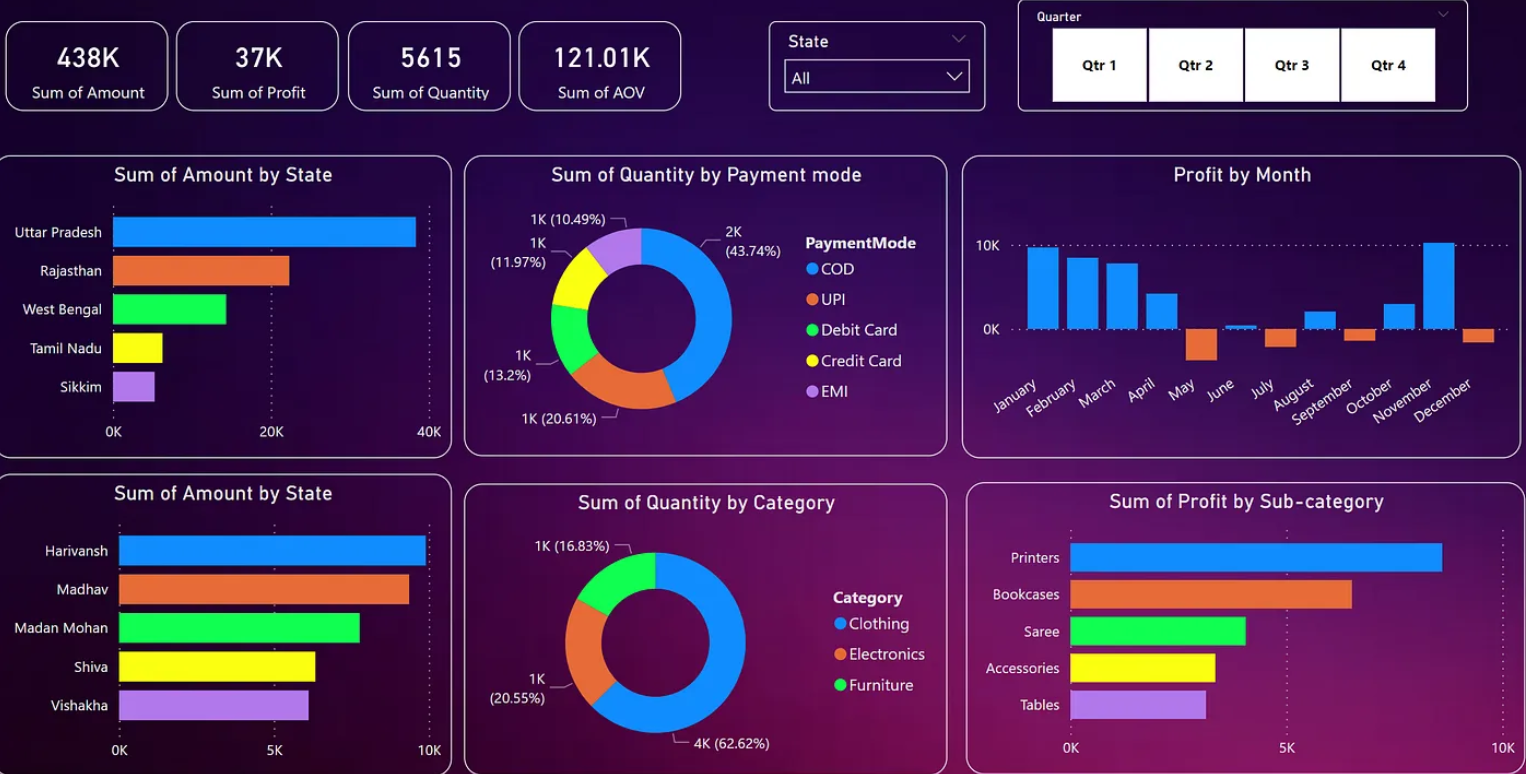 438K
Sum of Amount
37K
Sum of Profit
5615
Sum of Quantity
121.01K
Sum of AOV
State
All
Quarter
Qtr 1
Qtr 2
Qtr 3
Qtr 4
Sum of Amount by State
Uttar Pradesh
Rajasthan
West Bengal
Tamil Nadu
Sikkim
0K
20K
40K
Sum of Quantity by Payment mode
1K (10.49%)
2K
(43.74%)
1K
(11.97%)
1K
(13.2%)
1K (20.61%)
PaymentMode
COD
UPI
Debit Card
Credit Card
EMI
Profit by Month
10K
0K
January
February
March
April
May
June
July
August
September
October
November
December
Sum of Amount by State
Harivansh
Madhav
Madan Mohan
Shiva
Vishakha
0K
5K
10K
Sum of Quantity by Category
1K (16.83%)
1K
(20.55%)
4K (62.62%)
Category
Clothing
Electronics
Furniture
Sum of Profit by Sub-category
Printers
Bookcases
Saree
Accessories
Tables
0K
5K
10K